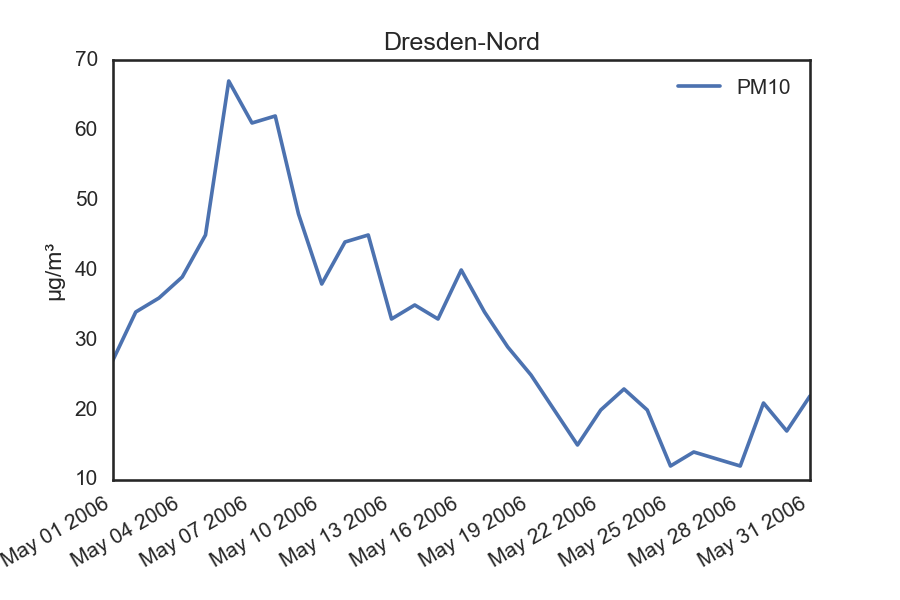 Dresden-Nord
70
60
50
40
30
20
10
µg/m³
PM10
May 01 2006
May 04 2006
May 07 2006
May 10 2006
May 13 2006
May 16 2006
May 19 2006
May 22 2006
May 25 2006
May 28 2006
May 31 2006